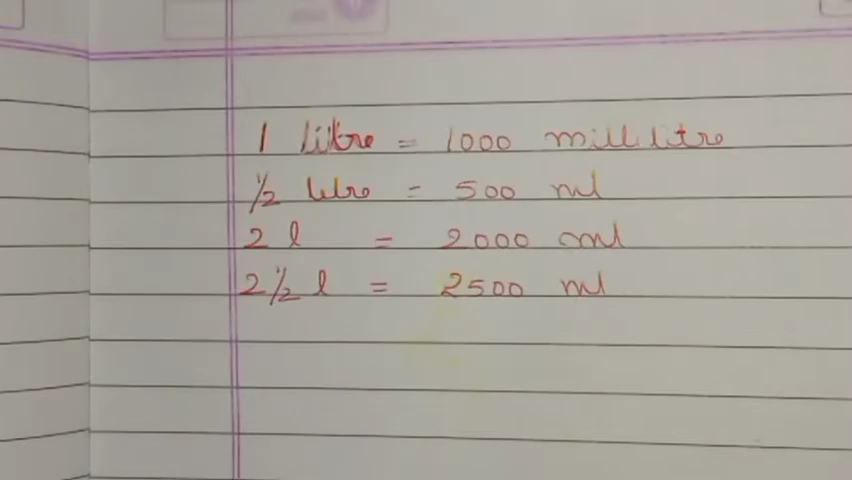 1 litre = 1000 millilitre
½ litre = 500 ml
2 l = 2000 ml
2½ l = 2500 ml